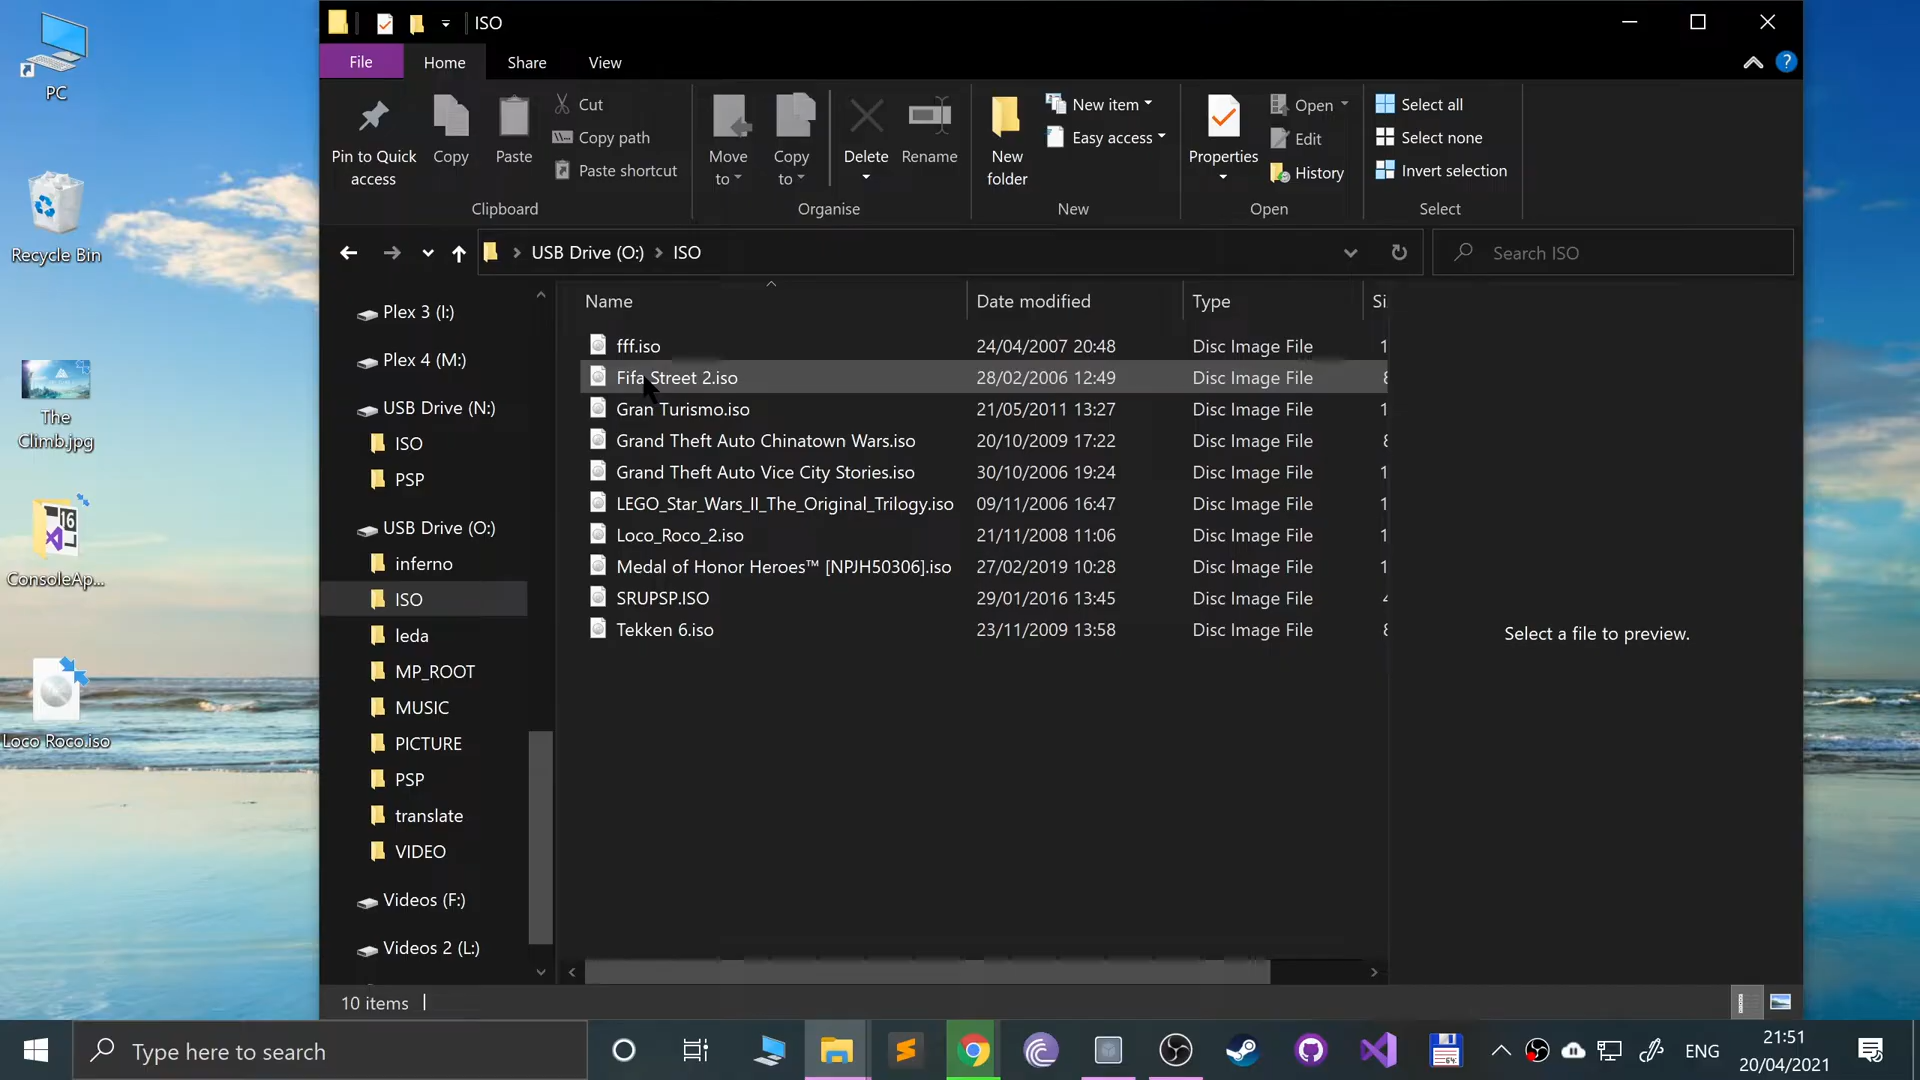 PC
Recycle Bin
The
Climb.jpg
ConsoleAp...
Loco Roco.iso
ISO
File
Home
Share
View
?
Pin to Quick
access
Copy
Paste
Cut
Copy path
Paste shortcut
Clipboard
Move
to
Copy
to
Delete
Rename
Organise
New
folder
New item
Easy access
New
Properties
Open
Edit
History
Open
Select all
Select none
Invert selection
Select
USB Drive (O:) > ISO
Search ISO
Plex 3 (I:)
Plex 4 (M:)
USB Drive (N:)
ISO
PSP
USB Drive (O:)
inferno
ISO
leda
MP_ROOT
MUSIC
PICTURE
PSP
translate
VIDEO
Videos (F:)
Videos 2 (L:)
Name Date modified Type Si
fff.iso 24/04/2007 20:48 Disc Image File 1
Fifa Street 2.iso 28/02/2006 12:49 Disc Image File 8
Gran Turismo.iso 21/05/2011 13:27 Disc Image File 1
Grand Theft Auto Chinatown Wars.iso 20/10/2009 17:22 Disc Image File 8
Grand Theft Auto Vice City Stories.iso 30/10/2006 19:24 Disc Image File 1
LEGO_Star_Wars_II_The_Original_Trilogy.iso 09/11/2006 16:47 Disc Image File 1
Loco_Roco_2.iso 21/11/2008 11:06 Disc Image File 1
Medal of Honor Heroes™ [NPJH50306].iso 27/02/2019 10:28 Disc Image File 1
SRUPSP.ISO 29/01/2016 13:45 Disc Image File 4
Tekken 6.iso 23/11/2009 13:58 Disc Image File 8
Select a file to preview.
10 items
Type here to search
ENG
21:51
20/04/2021